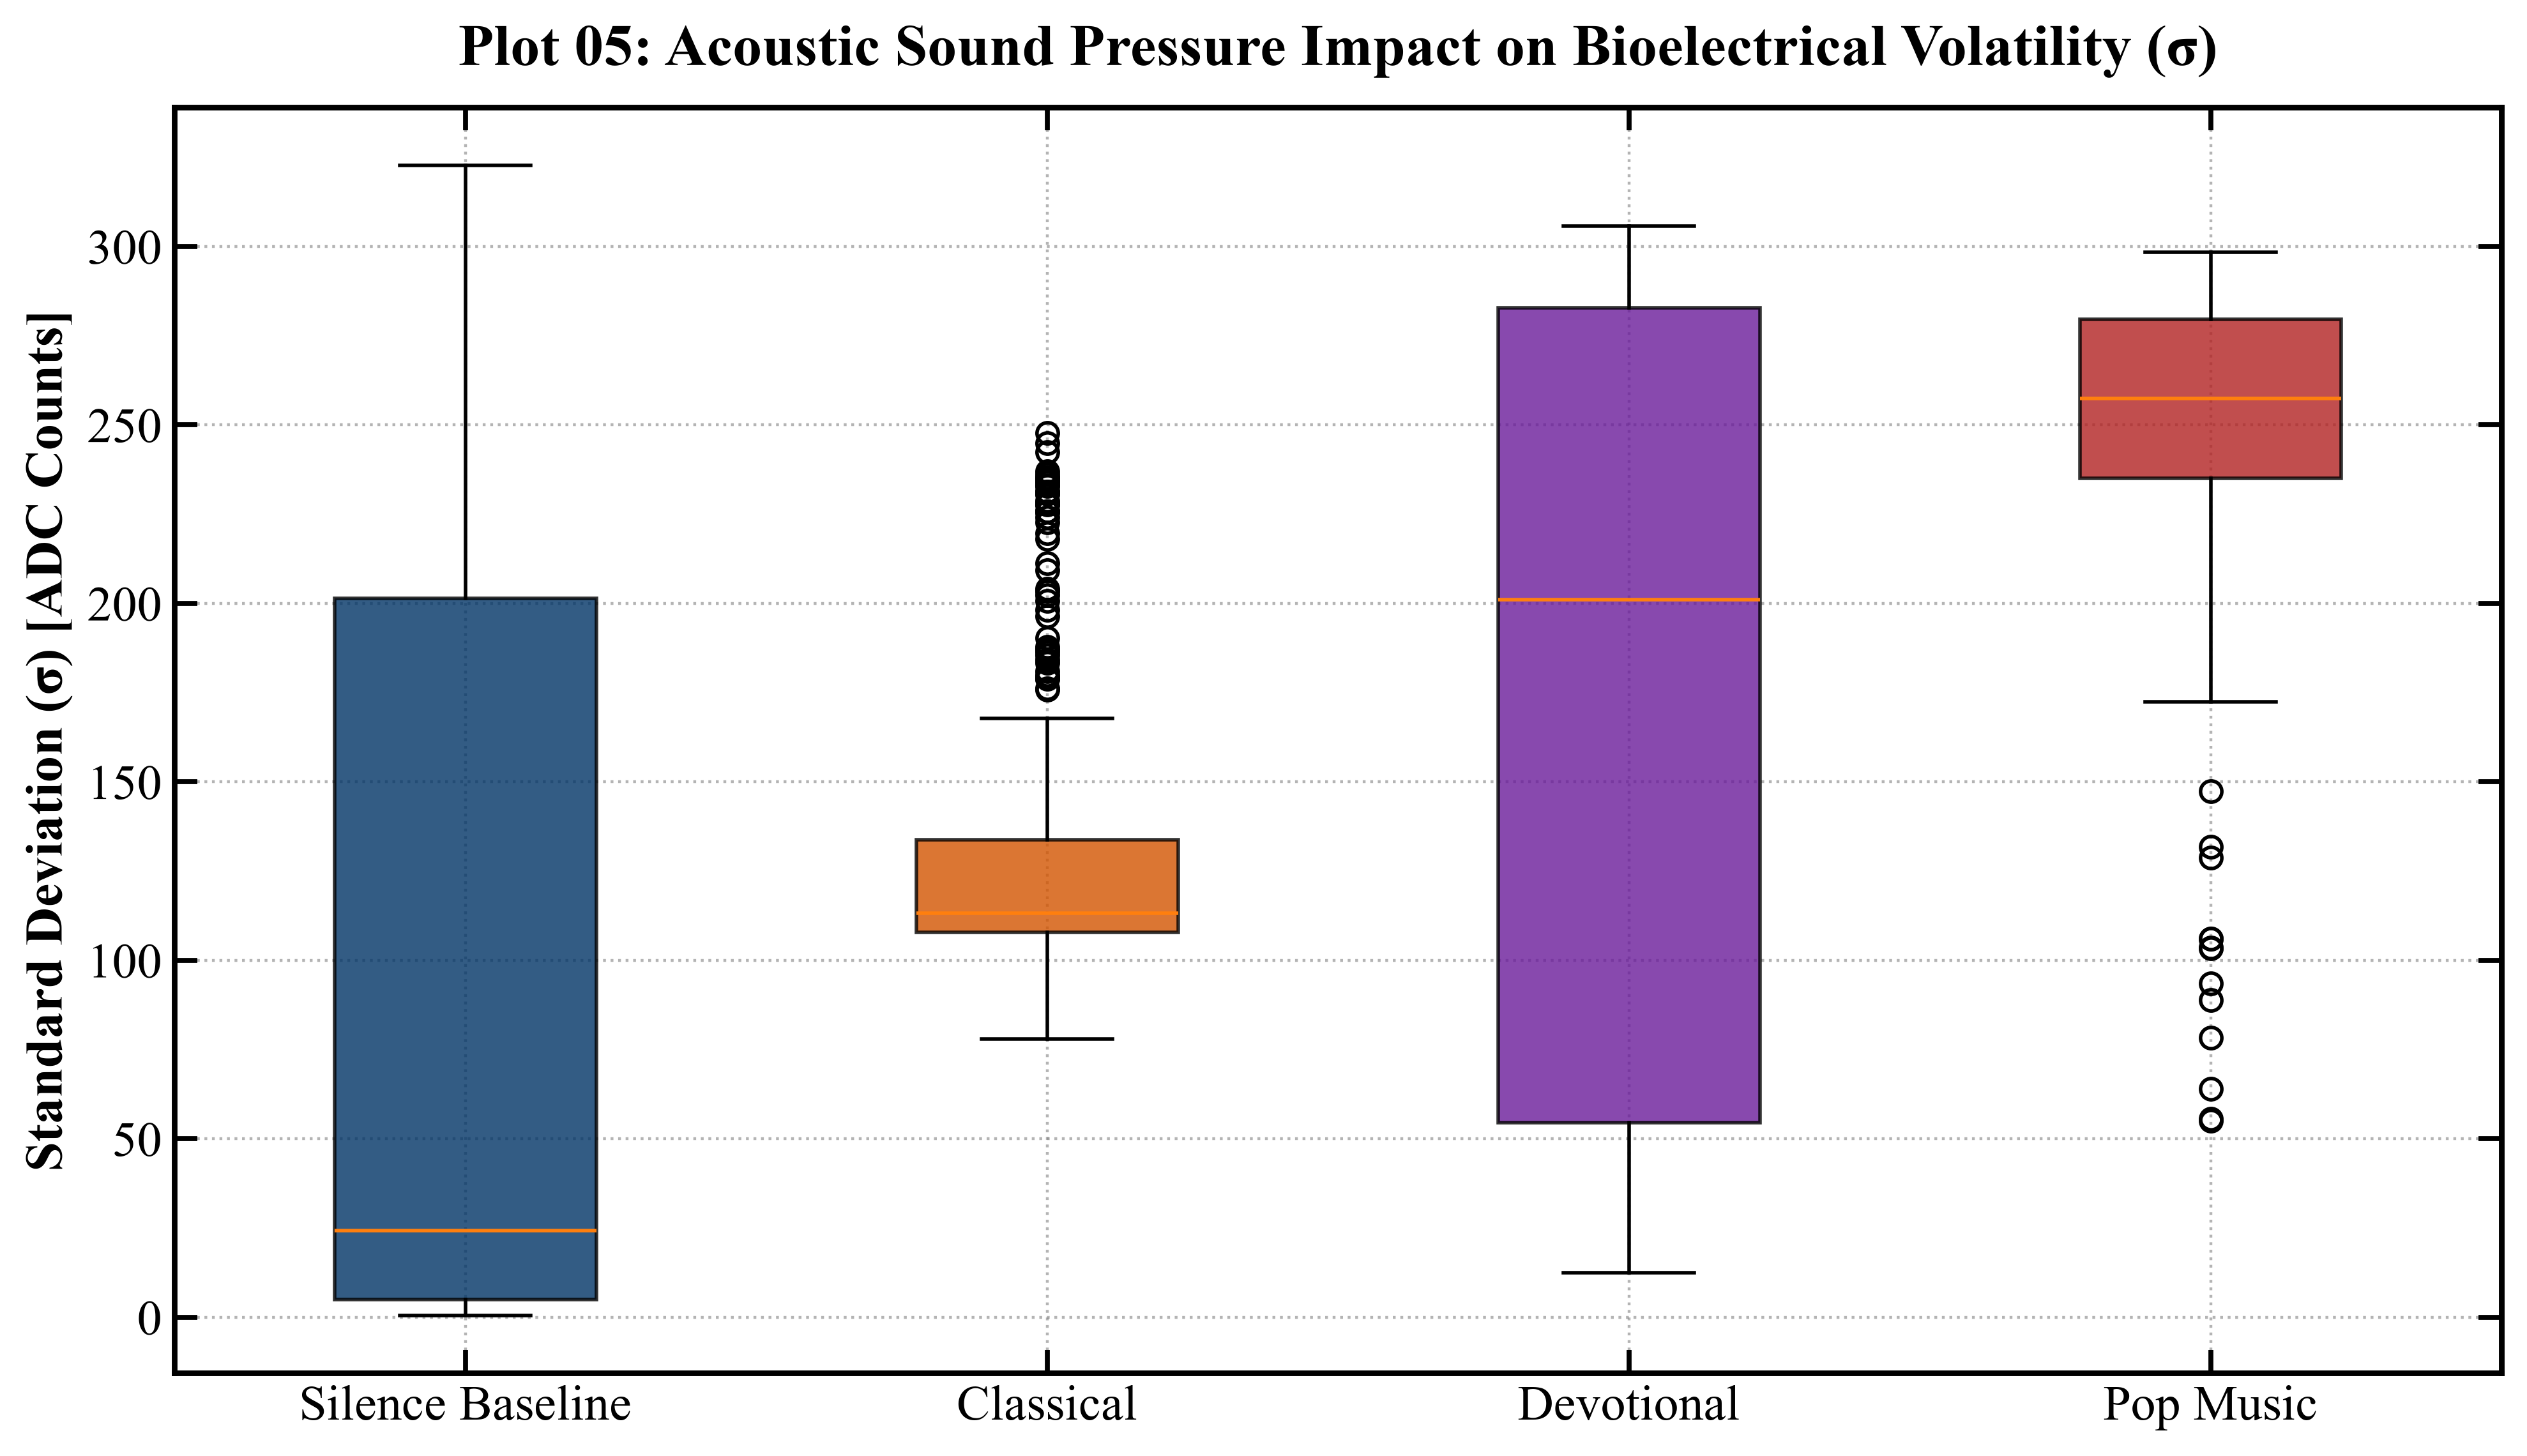 Plot 05: Acoustic Sound Pressure Impact on Bioelectrical Volatility (σ)
Standard Deviation (σ) [ADC Counts]
300
250
200
150
100
50
0
Silence Baseline
Classical
Devotional
Pop Music